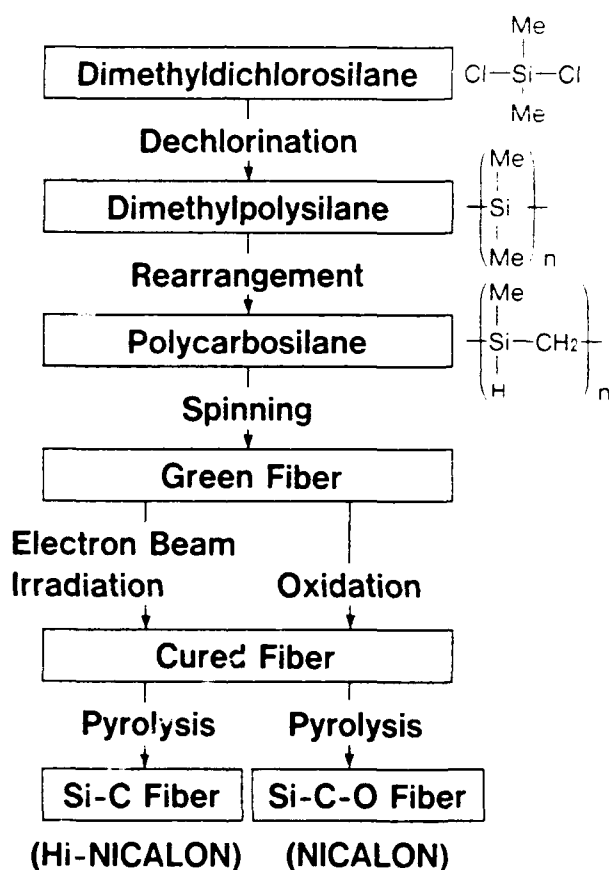 Me
Dimethyldichlorosilane Cl—Si—Cl
Me
Dechlorination
Me
Dimethylpolysilane Si
Me n
Rearrangement
Me
Polycarbosilane Si—CH2
H n
Spinning
Green Fiber
Electron Beam
Irradiation Oxidation
Cured Fiber
Pyrolysis Pyrolysis
Si-C Fiber Si-C-O Fiber
(Hi-NICALON) (NICALON)